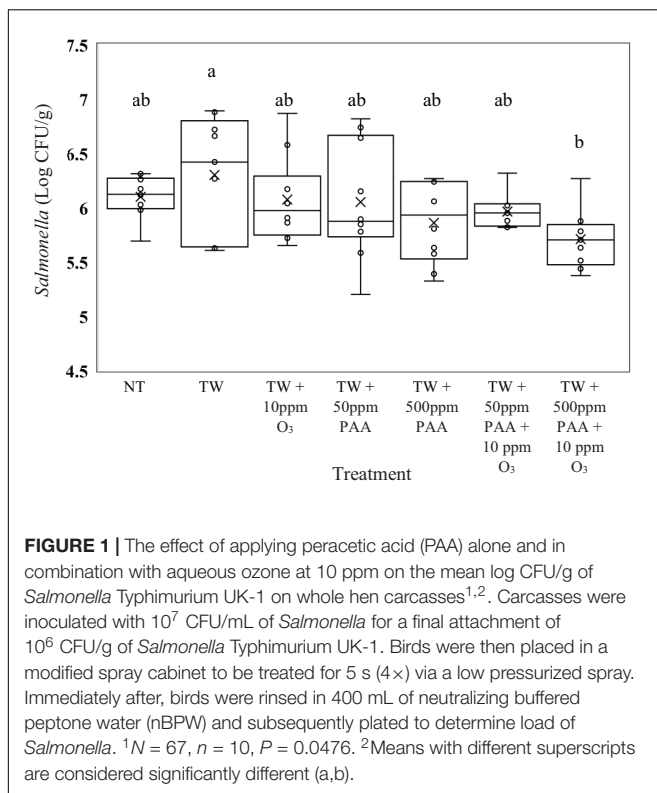 7.5
7
6.5
6
5.5
5
4.5
Salmonella (Log CFU/g)
ab
a
ab
ab
ab
ab
b
NT
TW
TW +
10ppm
O₃
TW +
50ppm
PAA
TW +
500ppm
PAA
TW +
50ppm
PAA +
10 ppm
O₃
TW +
500ppm
PAA +
10 ppm
O₃
Treatment
FIGURE 1 | The effect of applying peracetic acid (PAA) alone and in
combination with aqueous ozone at 10 ppm on the mean log CFU/g of
Salmonella Typhimurium UK-1 on whole hen carcasses¹,². Carcasses were
inoculated with 10⁷ CFU/mL of Salmonella for a final attachment of
10⁶ CFU/g of Salmonella Typhimurium UK-1. Birds were then placed in a
modified spray cabinet to be treated for 5 s (4×) via a low pressurized spray.
Immediately after, birds were rinsed in 400 mL of neutralizing buffered
peptone water (nBPW) and subsequently plated to determine load of
Salmonella. ¹N = 67, n = 10, P = 0.0476. ²Means with different superscripts
are considered significantly different (a,b).